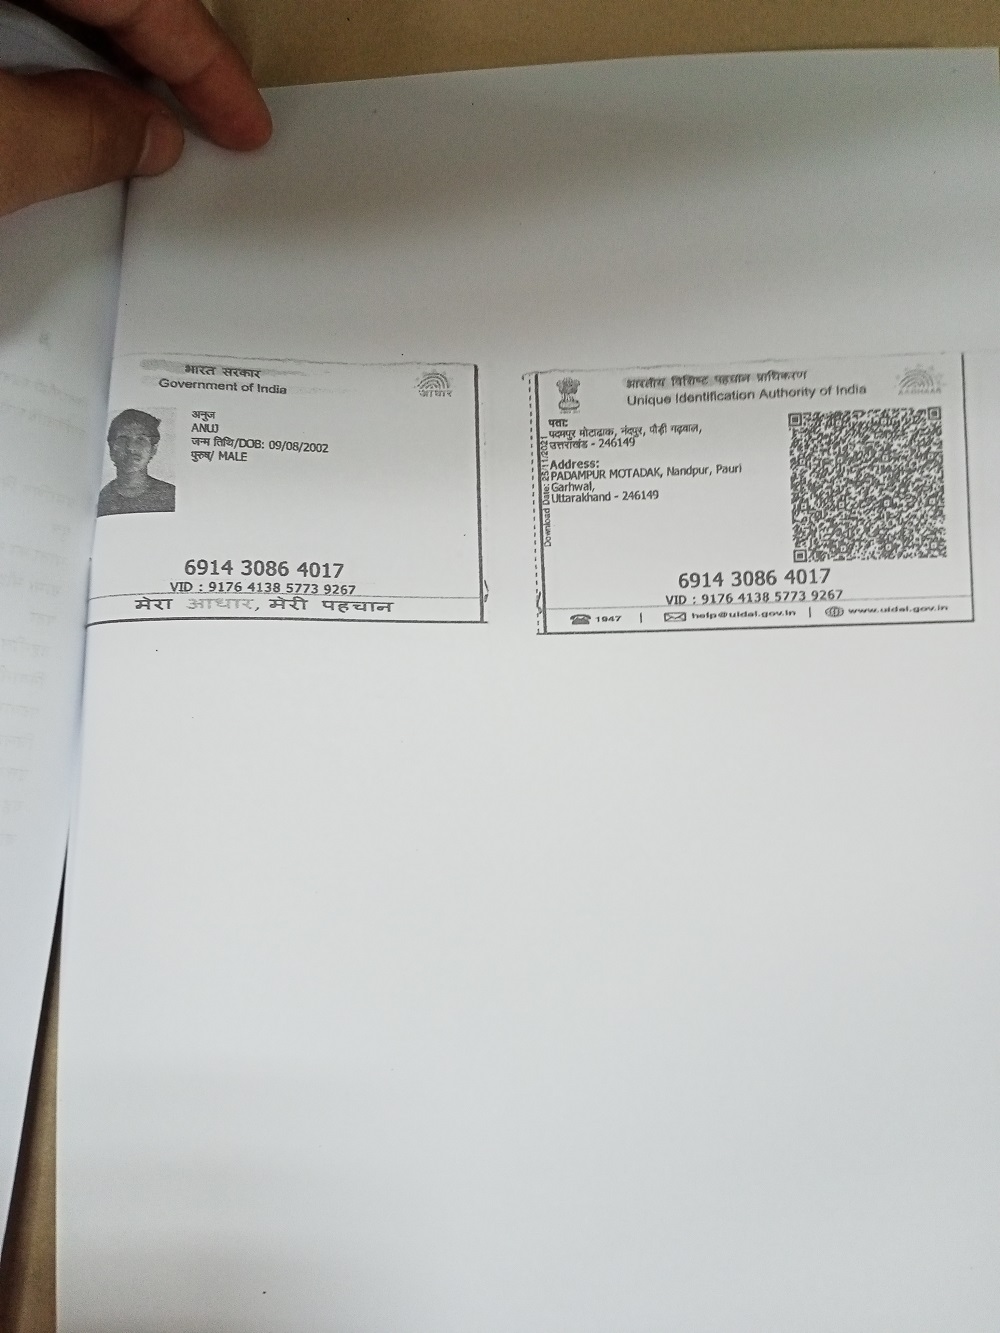 भारत सरकार
Government of India
आधार
अनुज
ANUJ
जन्म तिथि/DOB: 09/08/2002
पुरुष/ MALE
6914 3086 4017
VID : 9176 4138 5773 9267
मेरा आधार, मेरी पहचान
भारतीय विशिष्ट पहचान प्राधिकरण
Unique Identification Authority of India
Download Date: 25/11/2021
पता:
पदमपुर मोटाढाक, नंदपुर, पौड़ी गढ़वाल,
उत्तराखंड - 246149
Address:
PADAMPUR MOTADAK, Nandpur, Pauri
Garhwal,
Uttarakhand - 246149
6914 3086 4017
VID : 9176 4138 5773 9267
1947 | help@uidai.gov.in | www.uidai.gov.in